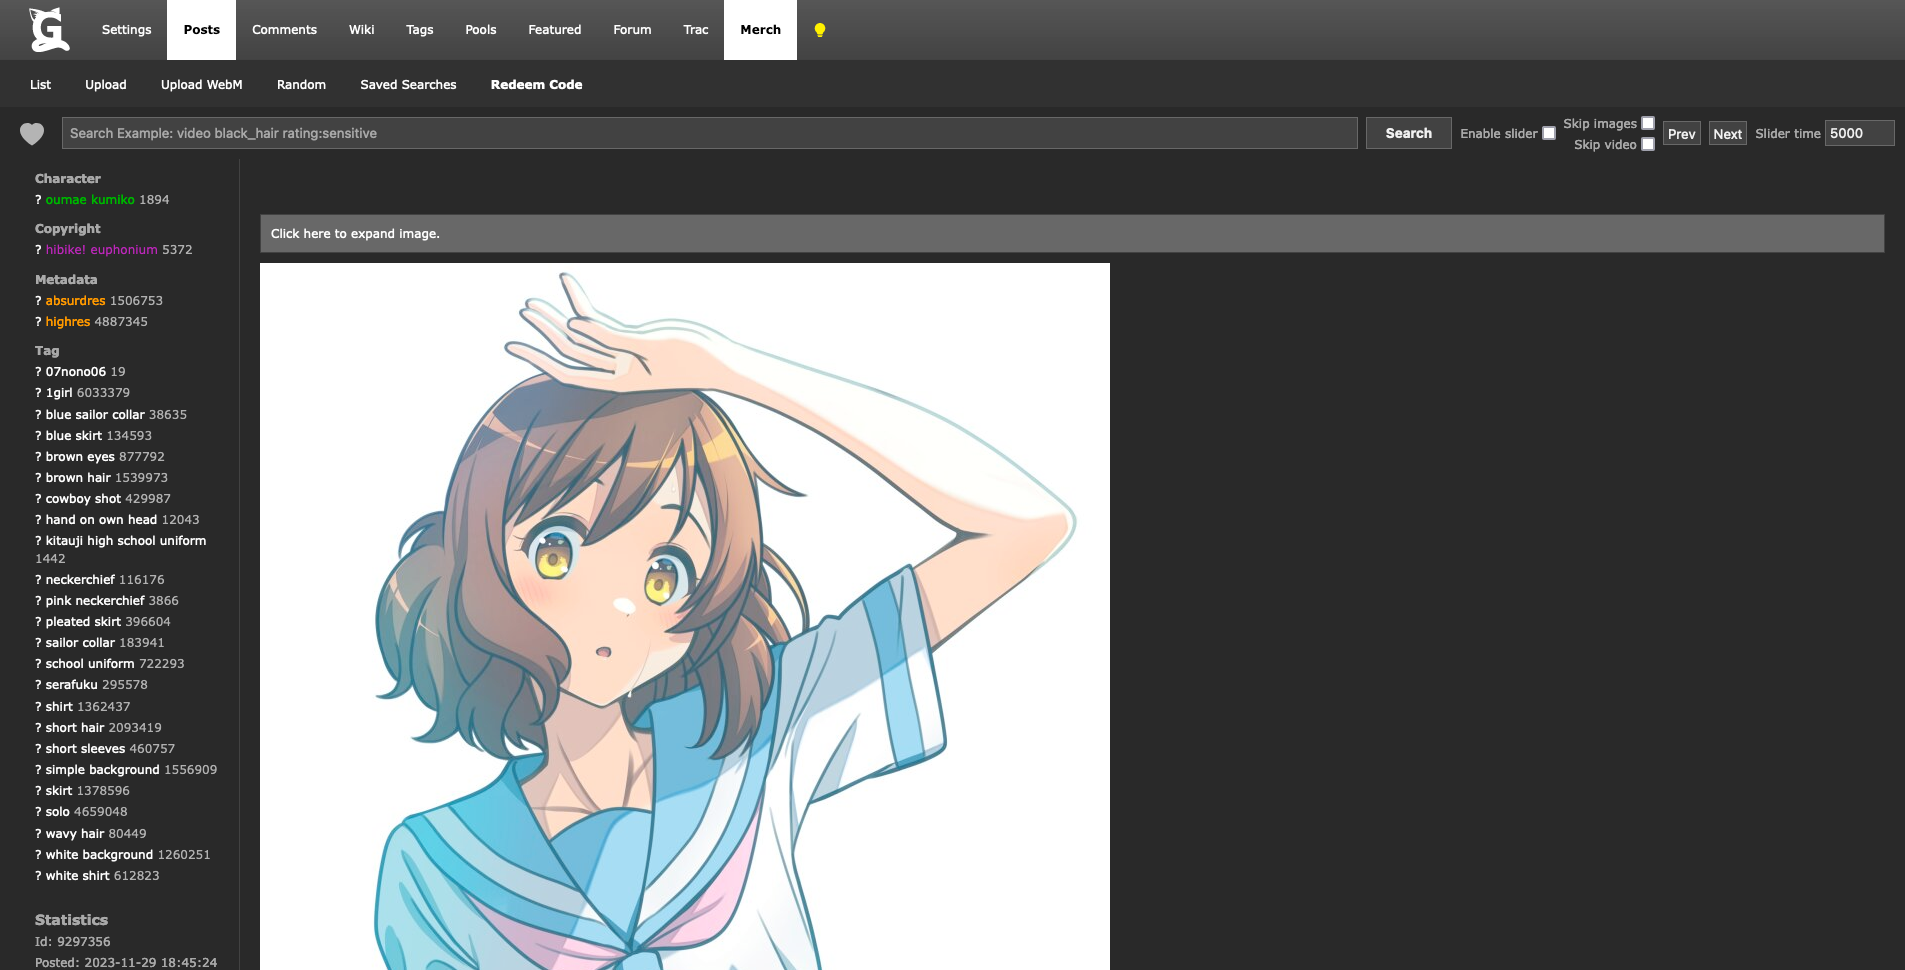 Settings
Posts
Comments
Wiki
Tags
Pools
Featured
Forum
Trac
Merch
List
Upload
Upload WebM
Random
Saved Searches
Redeem Code
Search Example: video black_hair rating:sensitive
Search
Enable slider
Skip images
Skip video
Prev
Next
Slider time
5000
Character
? oumae kumiko 1894
Copyright
? hibike! euphonium 5372
Metadata
? absurdres 1506753
? highres 4887345
Tag
? 07nono06 19
? 1girl 6033379
? blue sailor collar 38635
? blue skirt 134593
? brown eyes 877792
? brown hair 1539973
? cowboy shot 429987
? hand on own head 12043
? kitauji high school uniform
1442
? neckerchief 116176
? pink neckerchief 3866
? pleated skirt 396604
? sailor collar 183941
? school uniform 722293
? serafuku 295578
? shirt 1362437
? short hair 2093419
? short sleeves 460757
? simple background 1556909
? skirt 1378596
? solo 4659048
? wavy hair 80449
? white background 1260251
? white shirt 612823
Statistics
Id: 9297356
Posted: 2023-11-29 18:45:24
Click here to expand image.